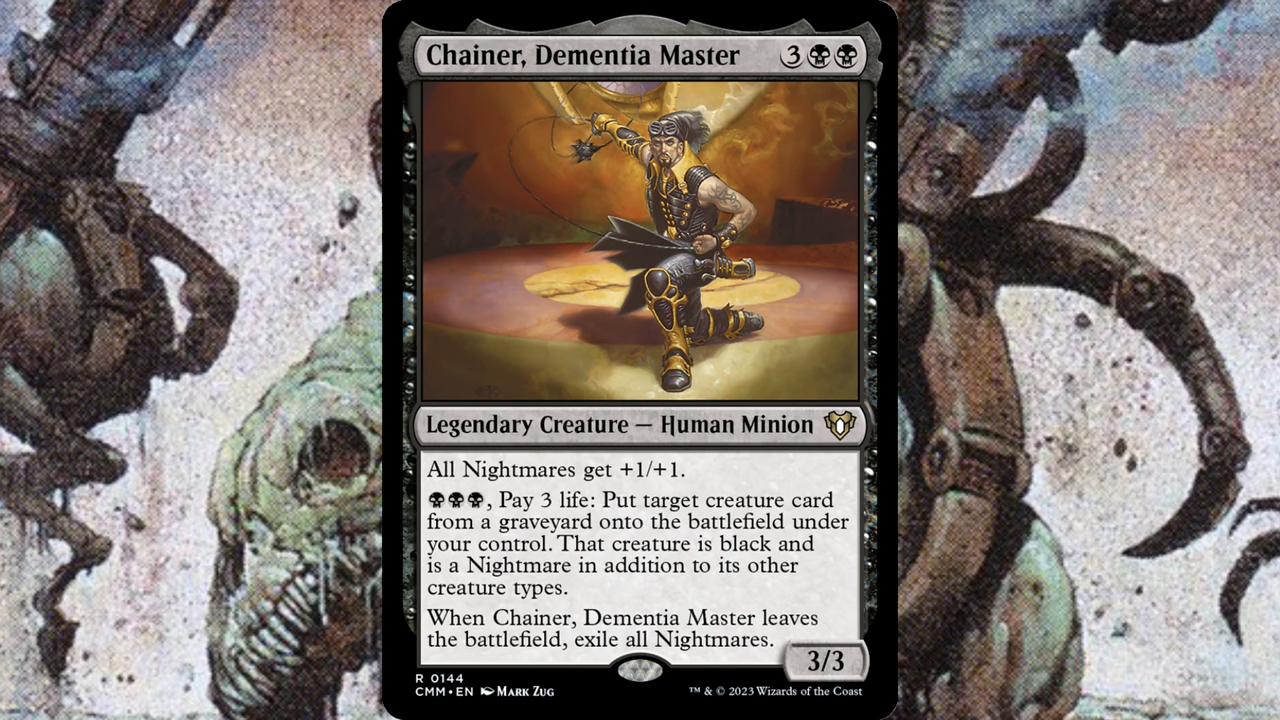 Chainer, Dementia Master 3
Legendary Creature — Human Minion
All Nightmares get +1/+1.
, Pay 3 life: Put target creature card
from a graveyard onto the battlefield under
your control. That creature is black and
is a Nightmare in addition to its other
creature types.
When Chainer, Dementia Master leaves
the battlefield, exile all Nightmares.
3/3
R 0144
CMM • EN Mark Zug
™ & © 2023 Wizards of the Coast